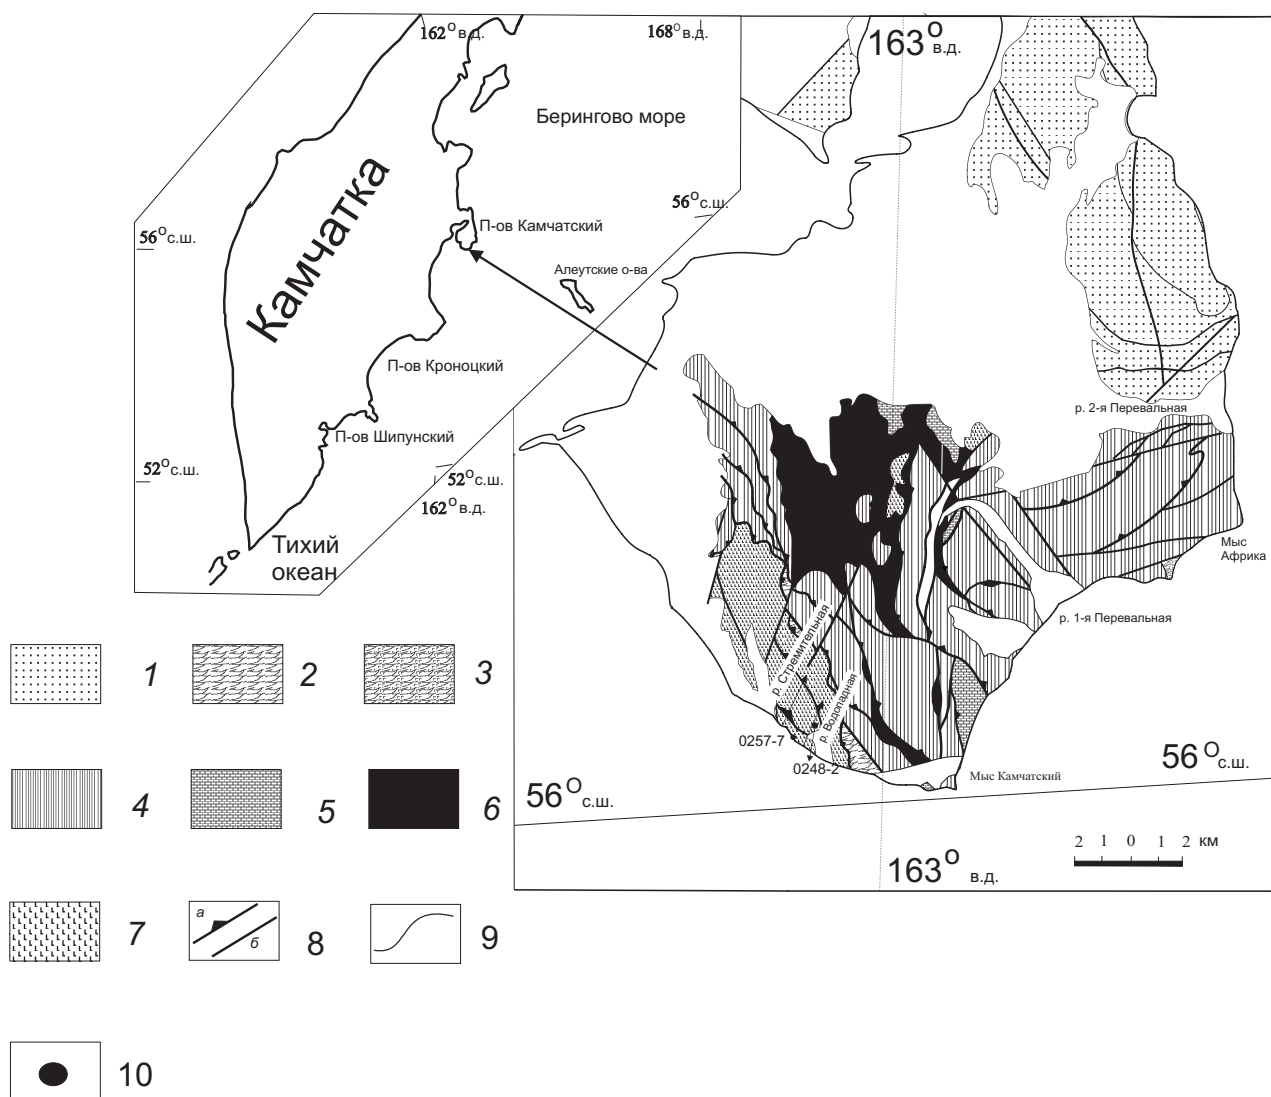 162° в.д.
168° в.д.
163° в.д.
Берингово море
56° с.ш.
П-ов Камчатский
56° с.ш.
Камчатка
Алеутские о-ва
П-ов Кроноцкий
П-ов Шипунский
52° с.ш.
52° с.ш.
162° в.д.
Тихий
океан
р. 2-я Перевальная
Мыс
Африка
р. 1-я Перевальная
р. Стремительная
р. Водопадная
0257-7
0248-2
Мыс Камчатский
56° с.ш.
56° с.ш.
163° в.д.
2 1 0 1 2 км
1
2
3
4
5
6
7
а
б
8
9
10